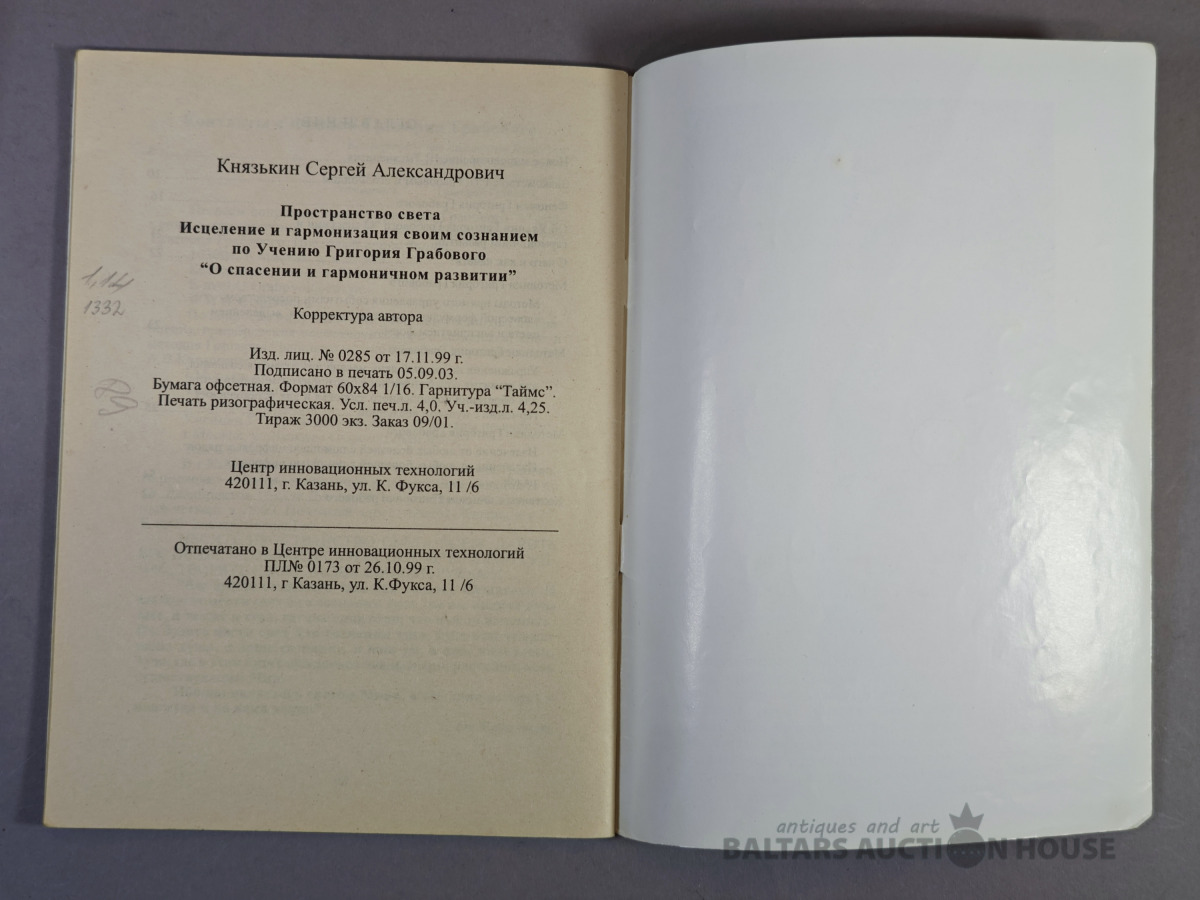 Князькин Сергей Александрович
Пространство света
Исцеление и гармонизация своим сознанием
по Учению Григория Грабового
“О спасении и гармоничном развитии”
Корректура автора
Изд. лиц. № 0285 от 17.11.99 г.
Подписано в печать 05.09.03.
Бумага офсетная. Формат 60х84 1/16. Гарнитура “Таймс”.
Печать ризографическая. Усл. печ.л. 4,0. Уч.-изд.л. 4,25.
Тираж 3000 экз. Заказ 09/01.
Центр инновационных технологий
420111, г. Казань, ул. К. Фукса, 11 /6
Отпечатано в Центре инновационных технологий
ПЛ№ 0173 от 26.10.99 г.
420111, г Казань, ул. К.Фукса, 11 /6
1,14
1332
antiques and art
BALTARS AUCTION HOUSE